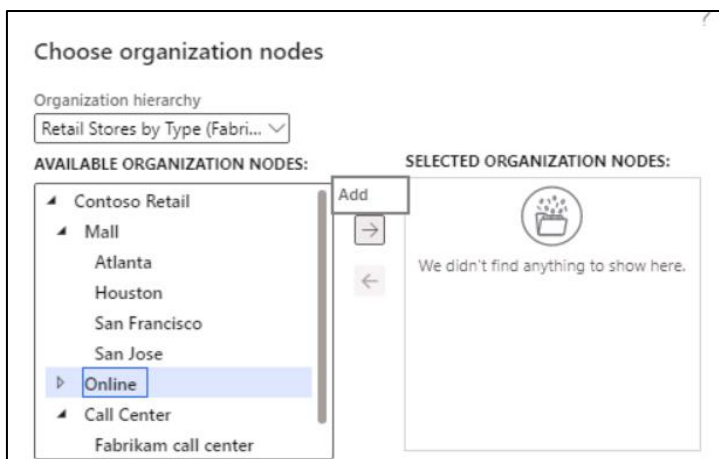 ?
Choose organization nodes
Organization hierarchy
Retail Stores by Type (Fabri...
AVAILABLE ORGANIZATION NODES:
SELECTED ORGANIZATION NODES:
Contoso Retail
Mall
Atlanta
Houston
San Francisco
San Jose
Online
Call Center
Fabrikam call center
Add
We didn't find anything to show here.